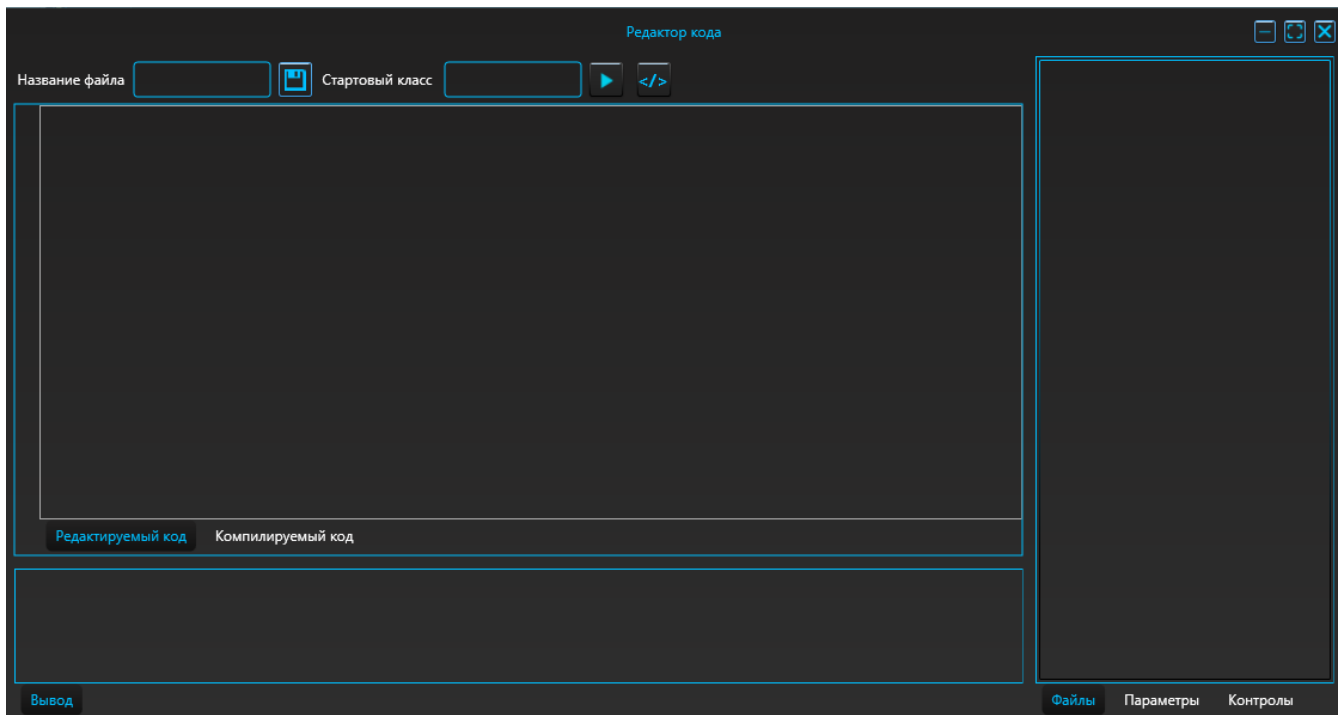 Редактор кода
Название файла
Стартовый класс
</>
Редактируемый код
Компилируемый код
Вывод
Файлы
Параметры
Контролы